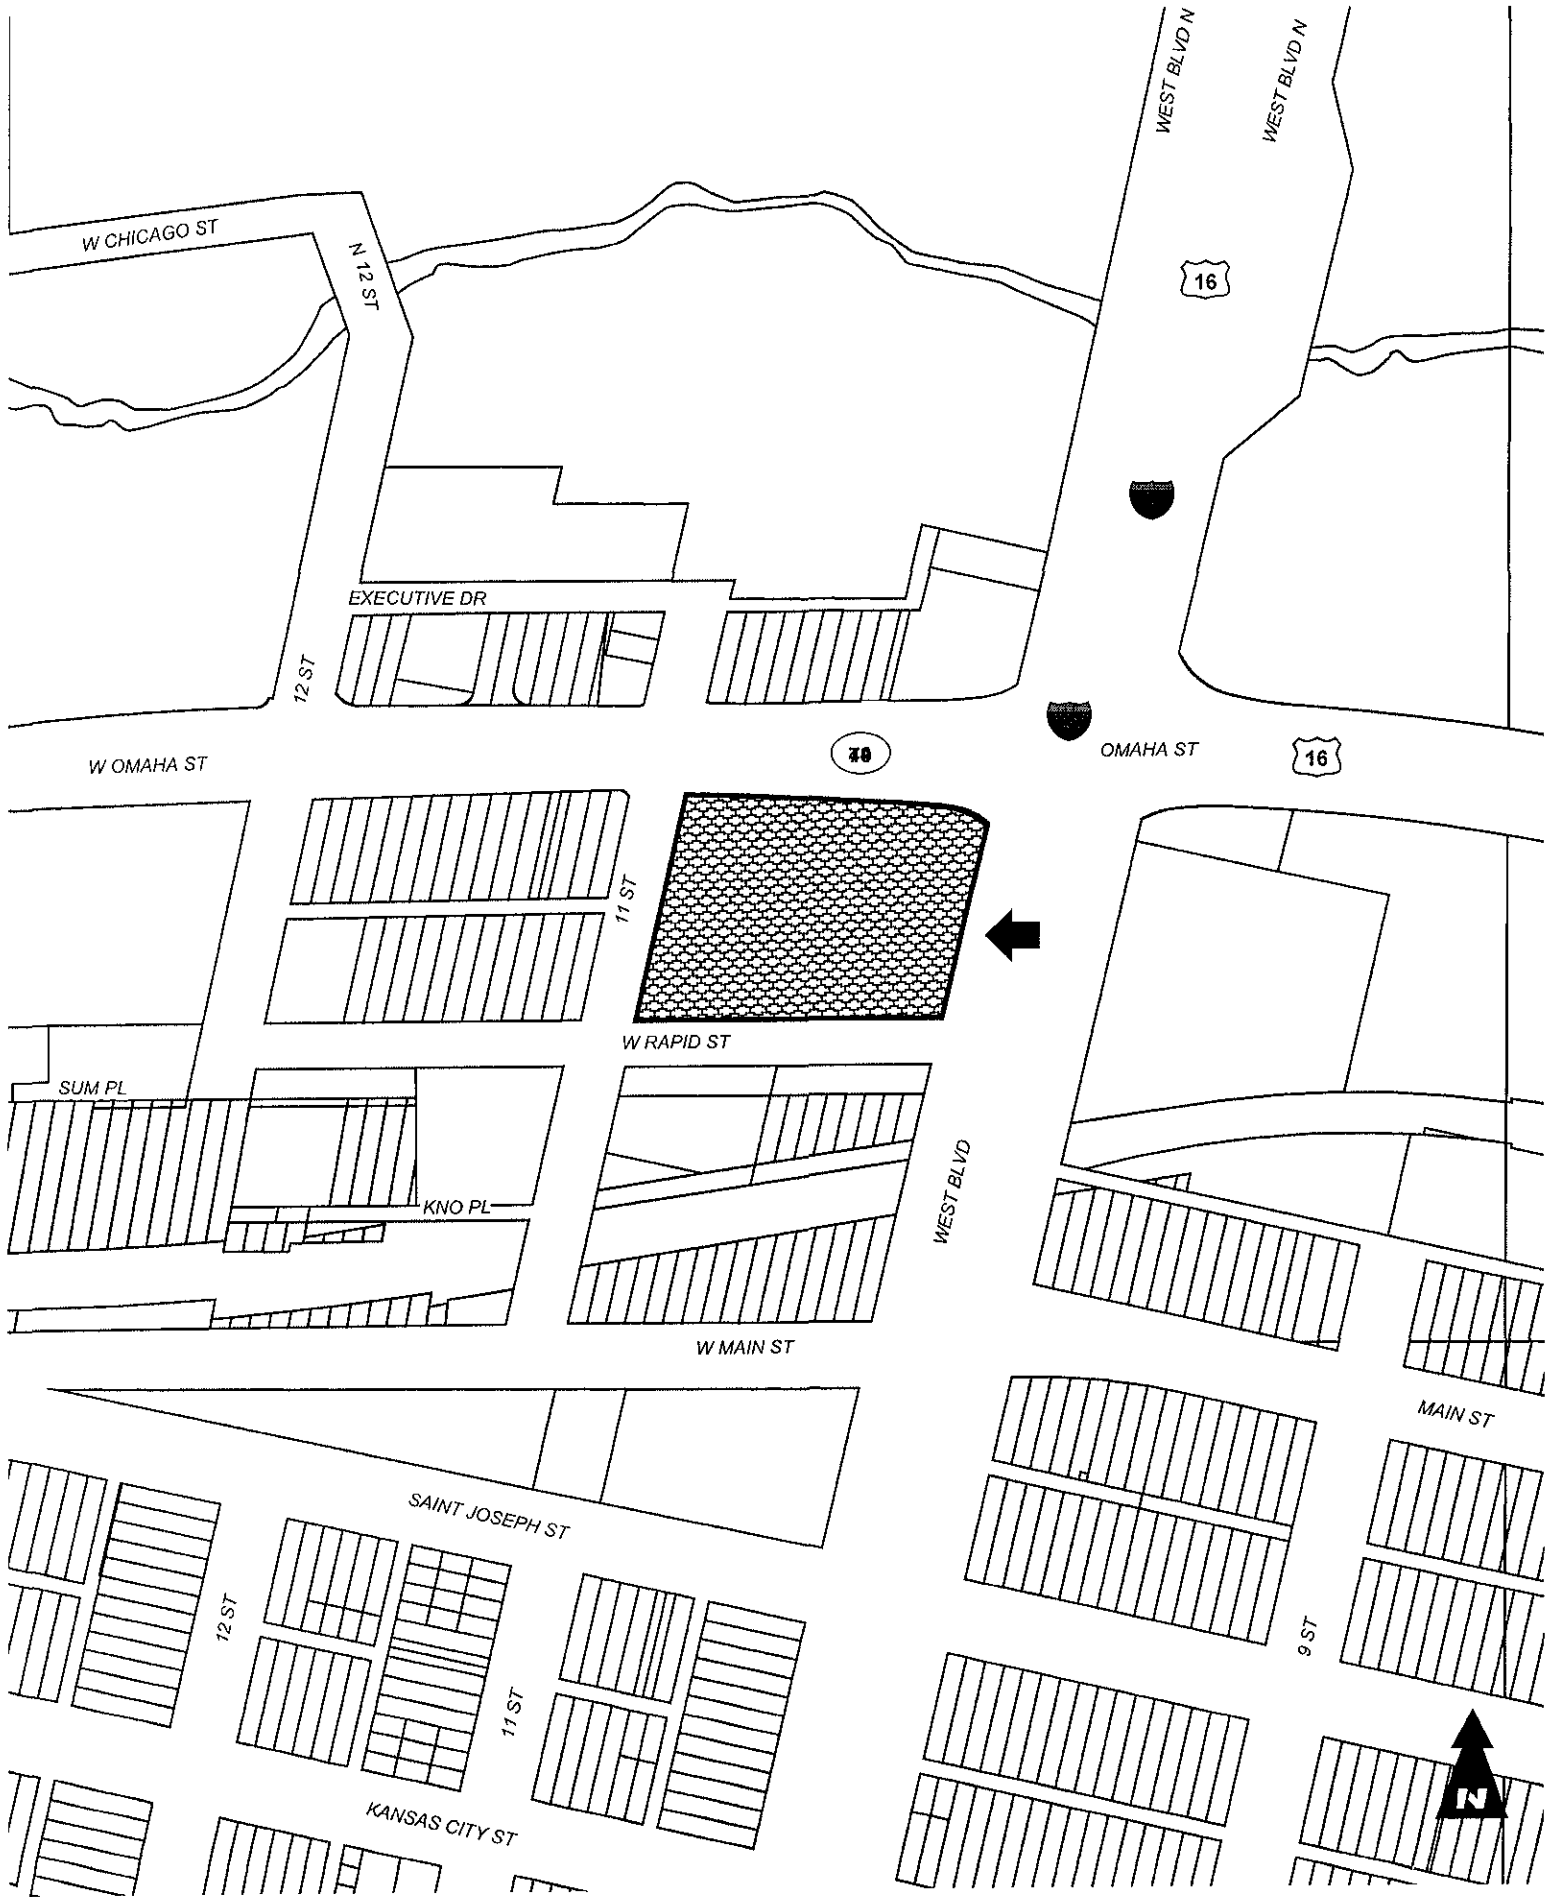 WEST BLVD N
WEST BLVD N
W CHICAGO ST
N 12 ST
16
EXECUTIVE DR
12 ST
W OMAHA ST
OMAHA ST
16
11 ST
W RAPID ST
SUM PL
KNO PL
WEST BLVD
W MAIN ST
MAIN ST
SAINT JOSEPH ST
12 ST
11 ST
9 ST
KANSAS CITY ST
N